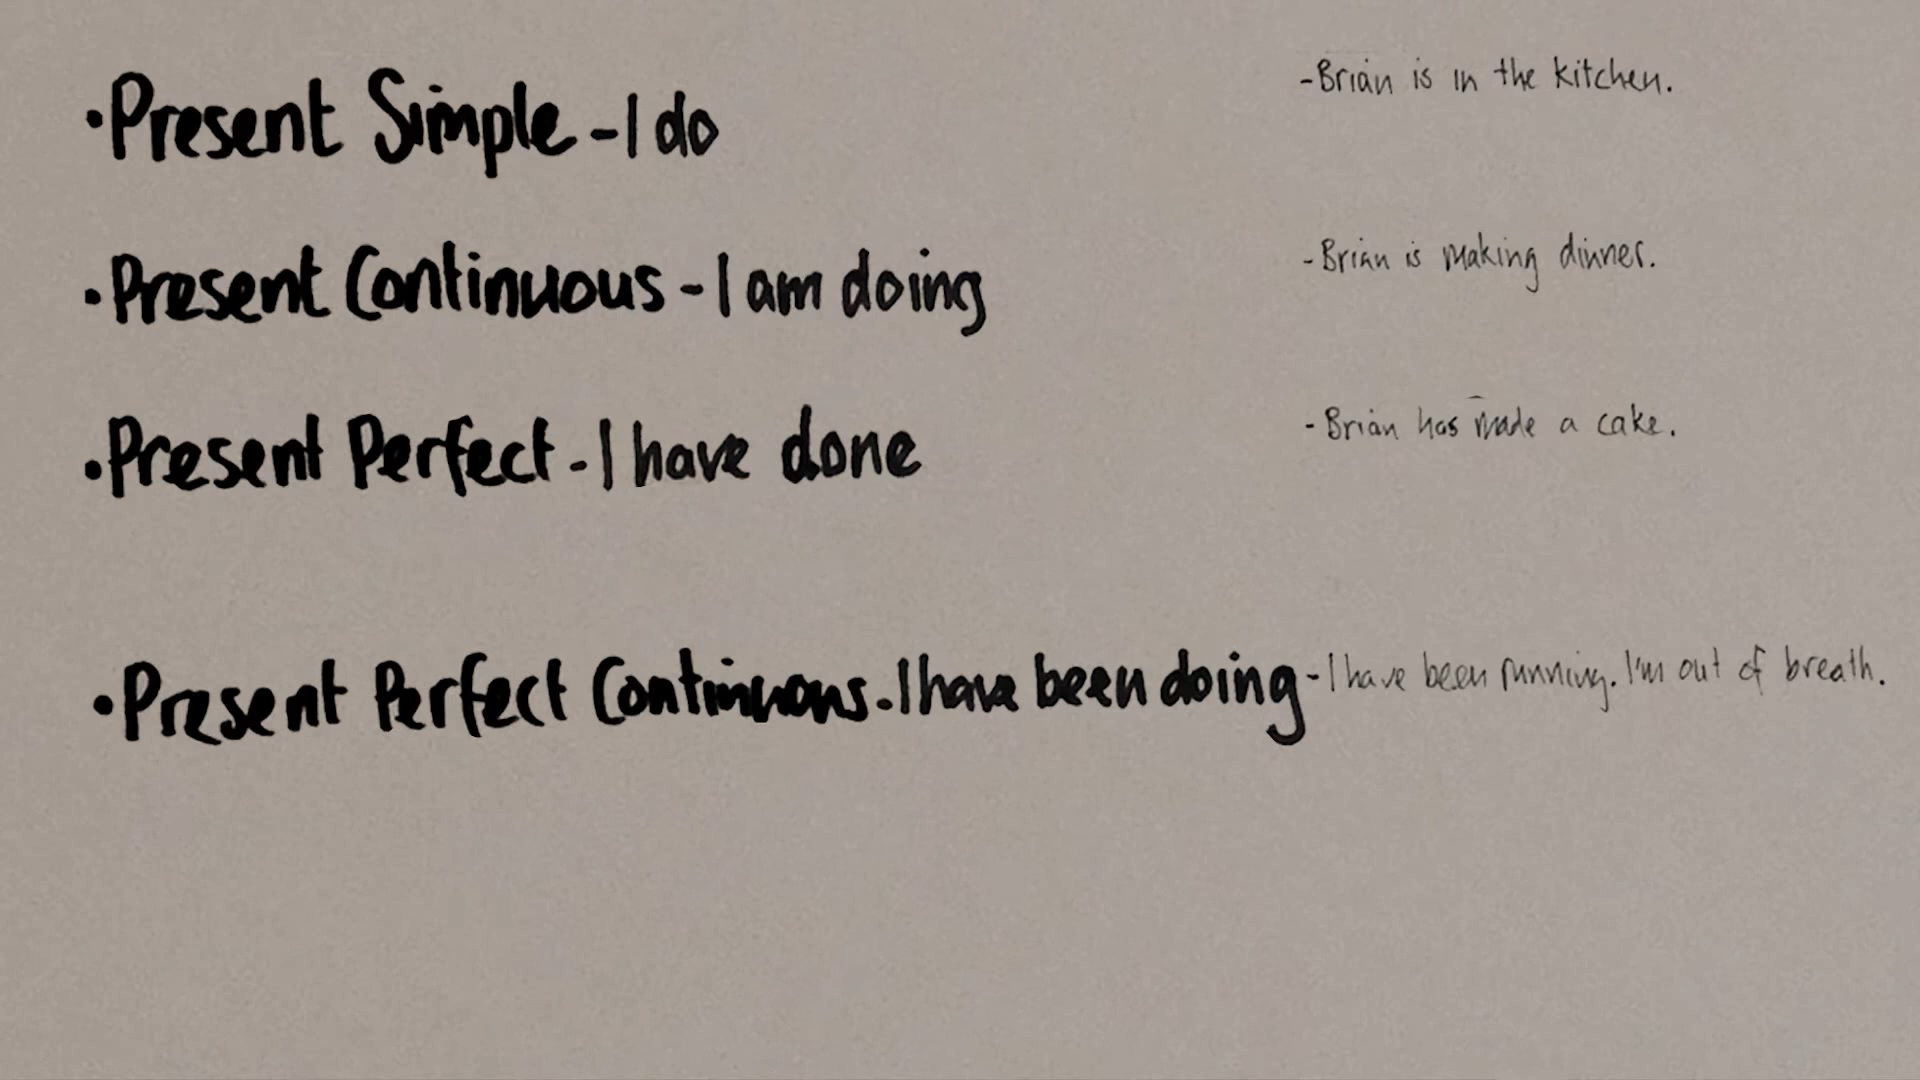 ·Present Simple -I do
-Brian is in the kitchen.
·Present Continuous -I am doing
-Brian is making dinner.
·Present Perfect -I have done
-Brian has made a cake.
·Present Perfect Continuous.I have been doing
-I have been running. I'm out of breath.